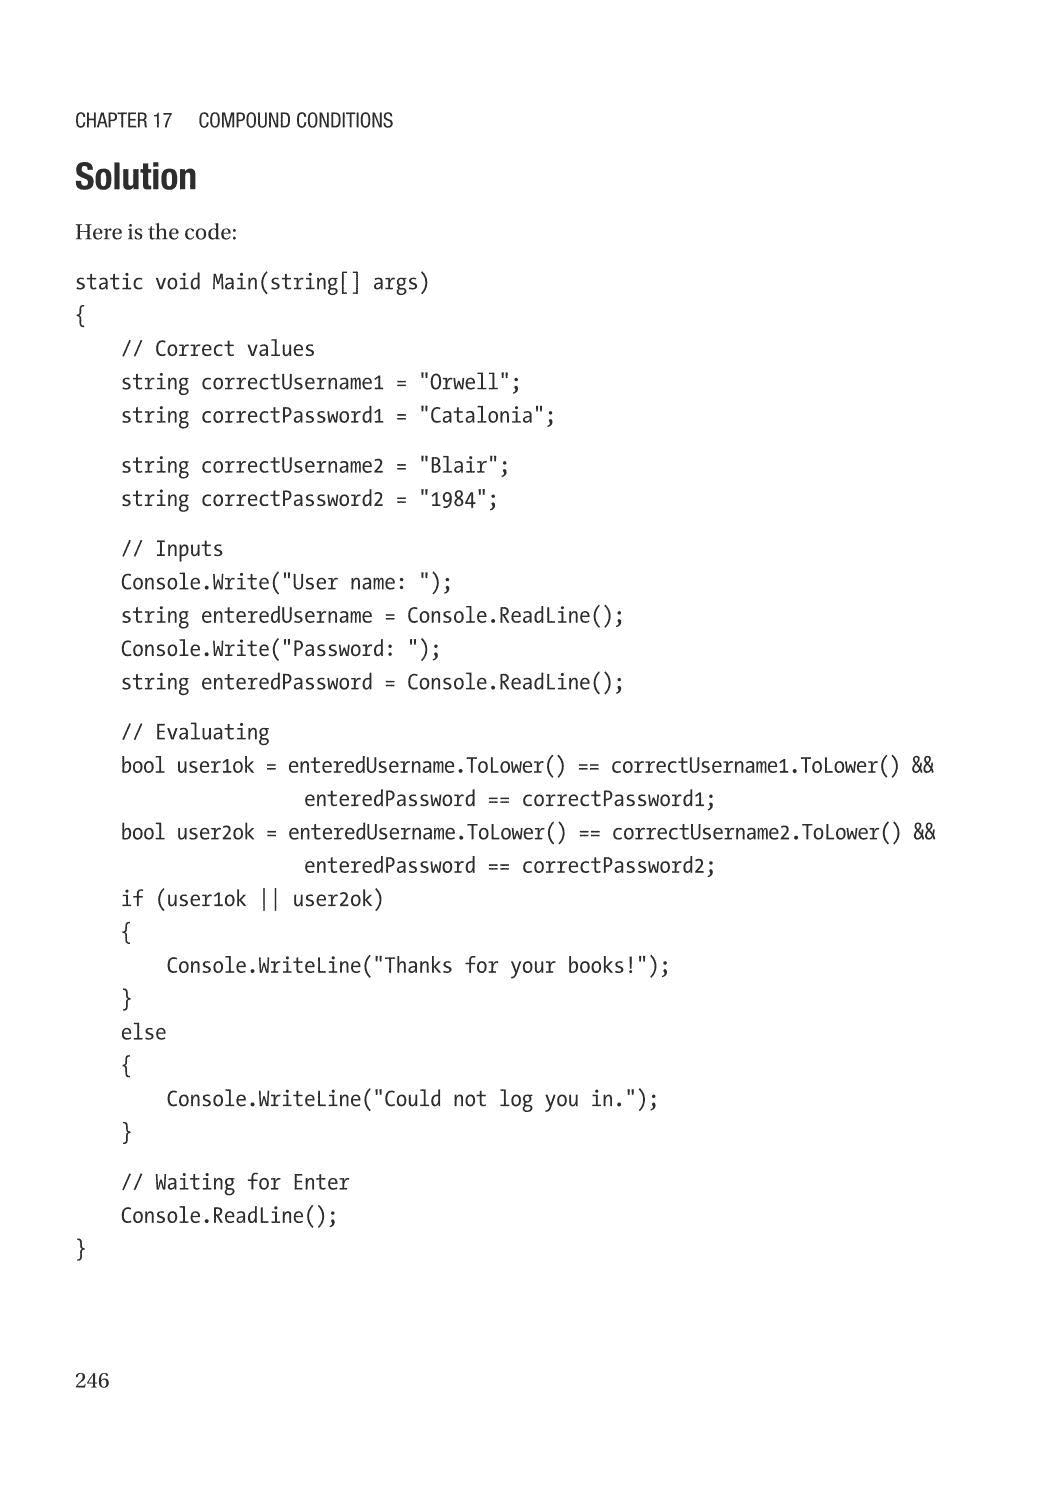 CHAPTER 17 COMPOUND CONDITIONS
Solution
Here is the code:
static void Main(string[] args)
{
    // Correct values
    string correctUsername1 = "Orwell";
    string correctPassword1 = "Catalonia";
    string correctUsername2 = "Blair";
    string correctPassword2 = "1984";
    // Inputs
    Console.Write("User name: ");
    string enteredUsername = Console.ReadLine();
    Console.Write("Password: ");
    string enteredPassword = Console.ReadLine();
    // Evaluating
    bool user1ok = enteredUsername.ToLower() == correctUsername1.ToLower() &&
                enteredPassword == correctPassword1;
    bool user2ok = enteredUsername.ToLower() == correctUsername2.ToLower() &&
                enteredPassword == correctPassword2;
    if (user1ok || user2ok)
    {
        Console.WriteLine("Thanks for your books!");
    }
    else
    {
        Console.WriteLine("Could not log you in.");
    }
    // Waiting for Enter
    Console.ReadLine();
}
246